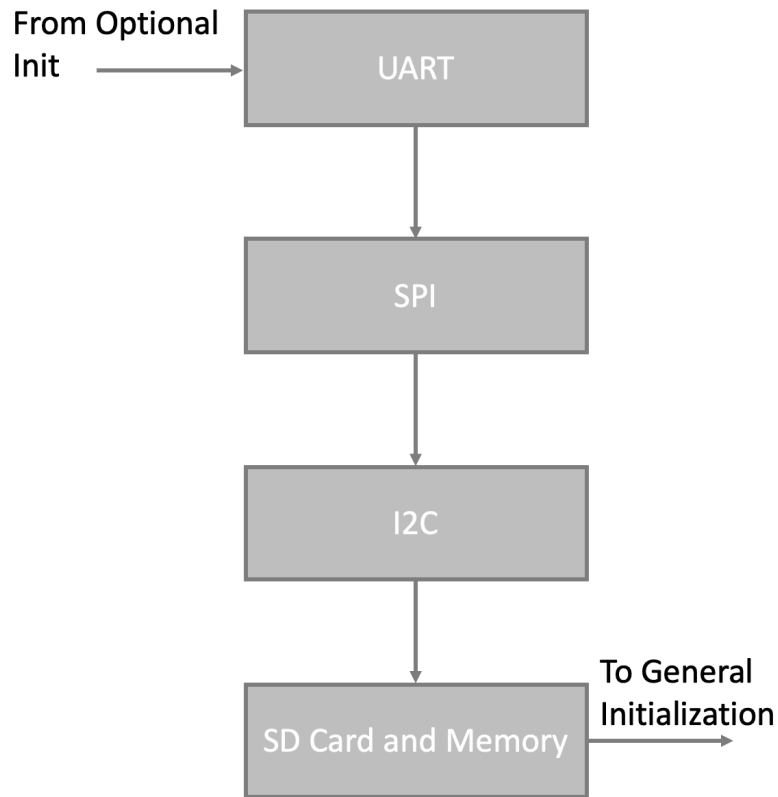 From Optional
Init
UART
SPI
I2C
To General
Initialization
SD Card and Memory